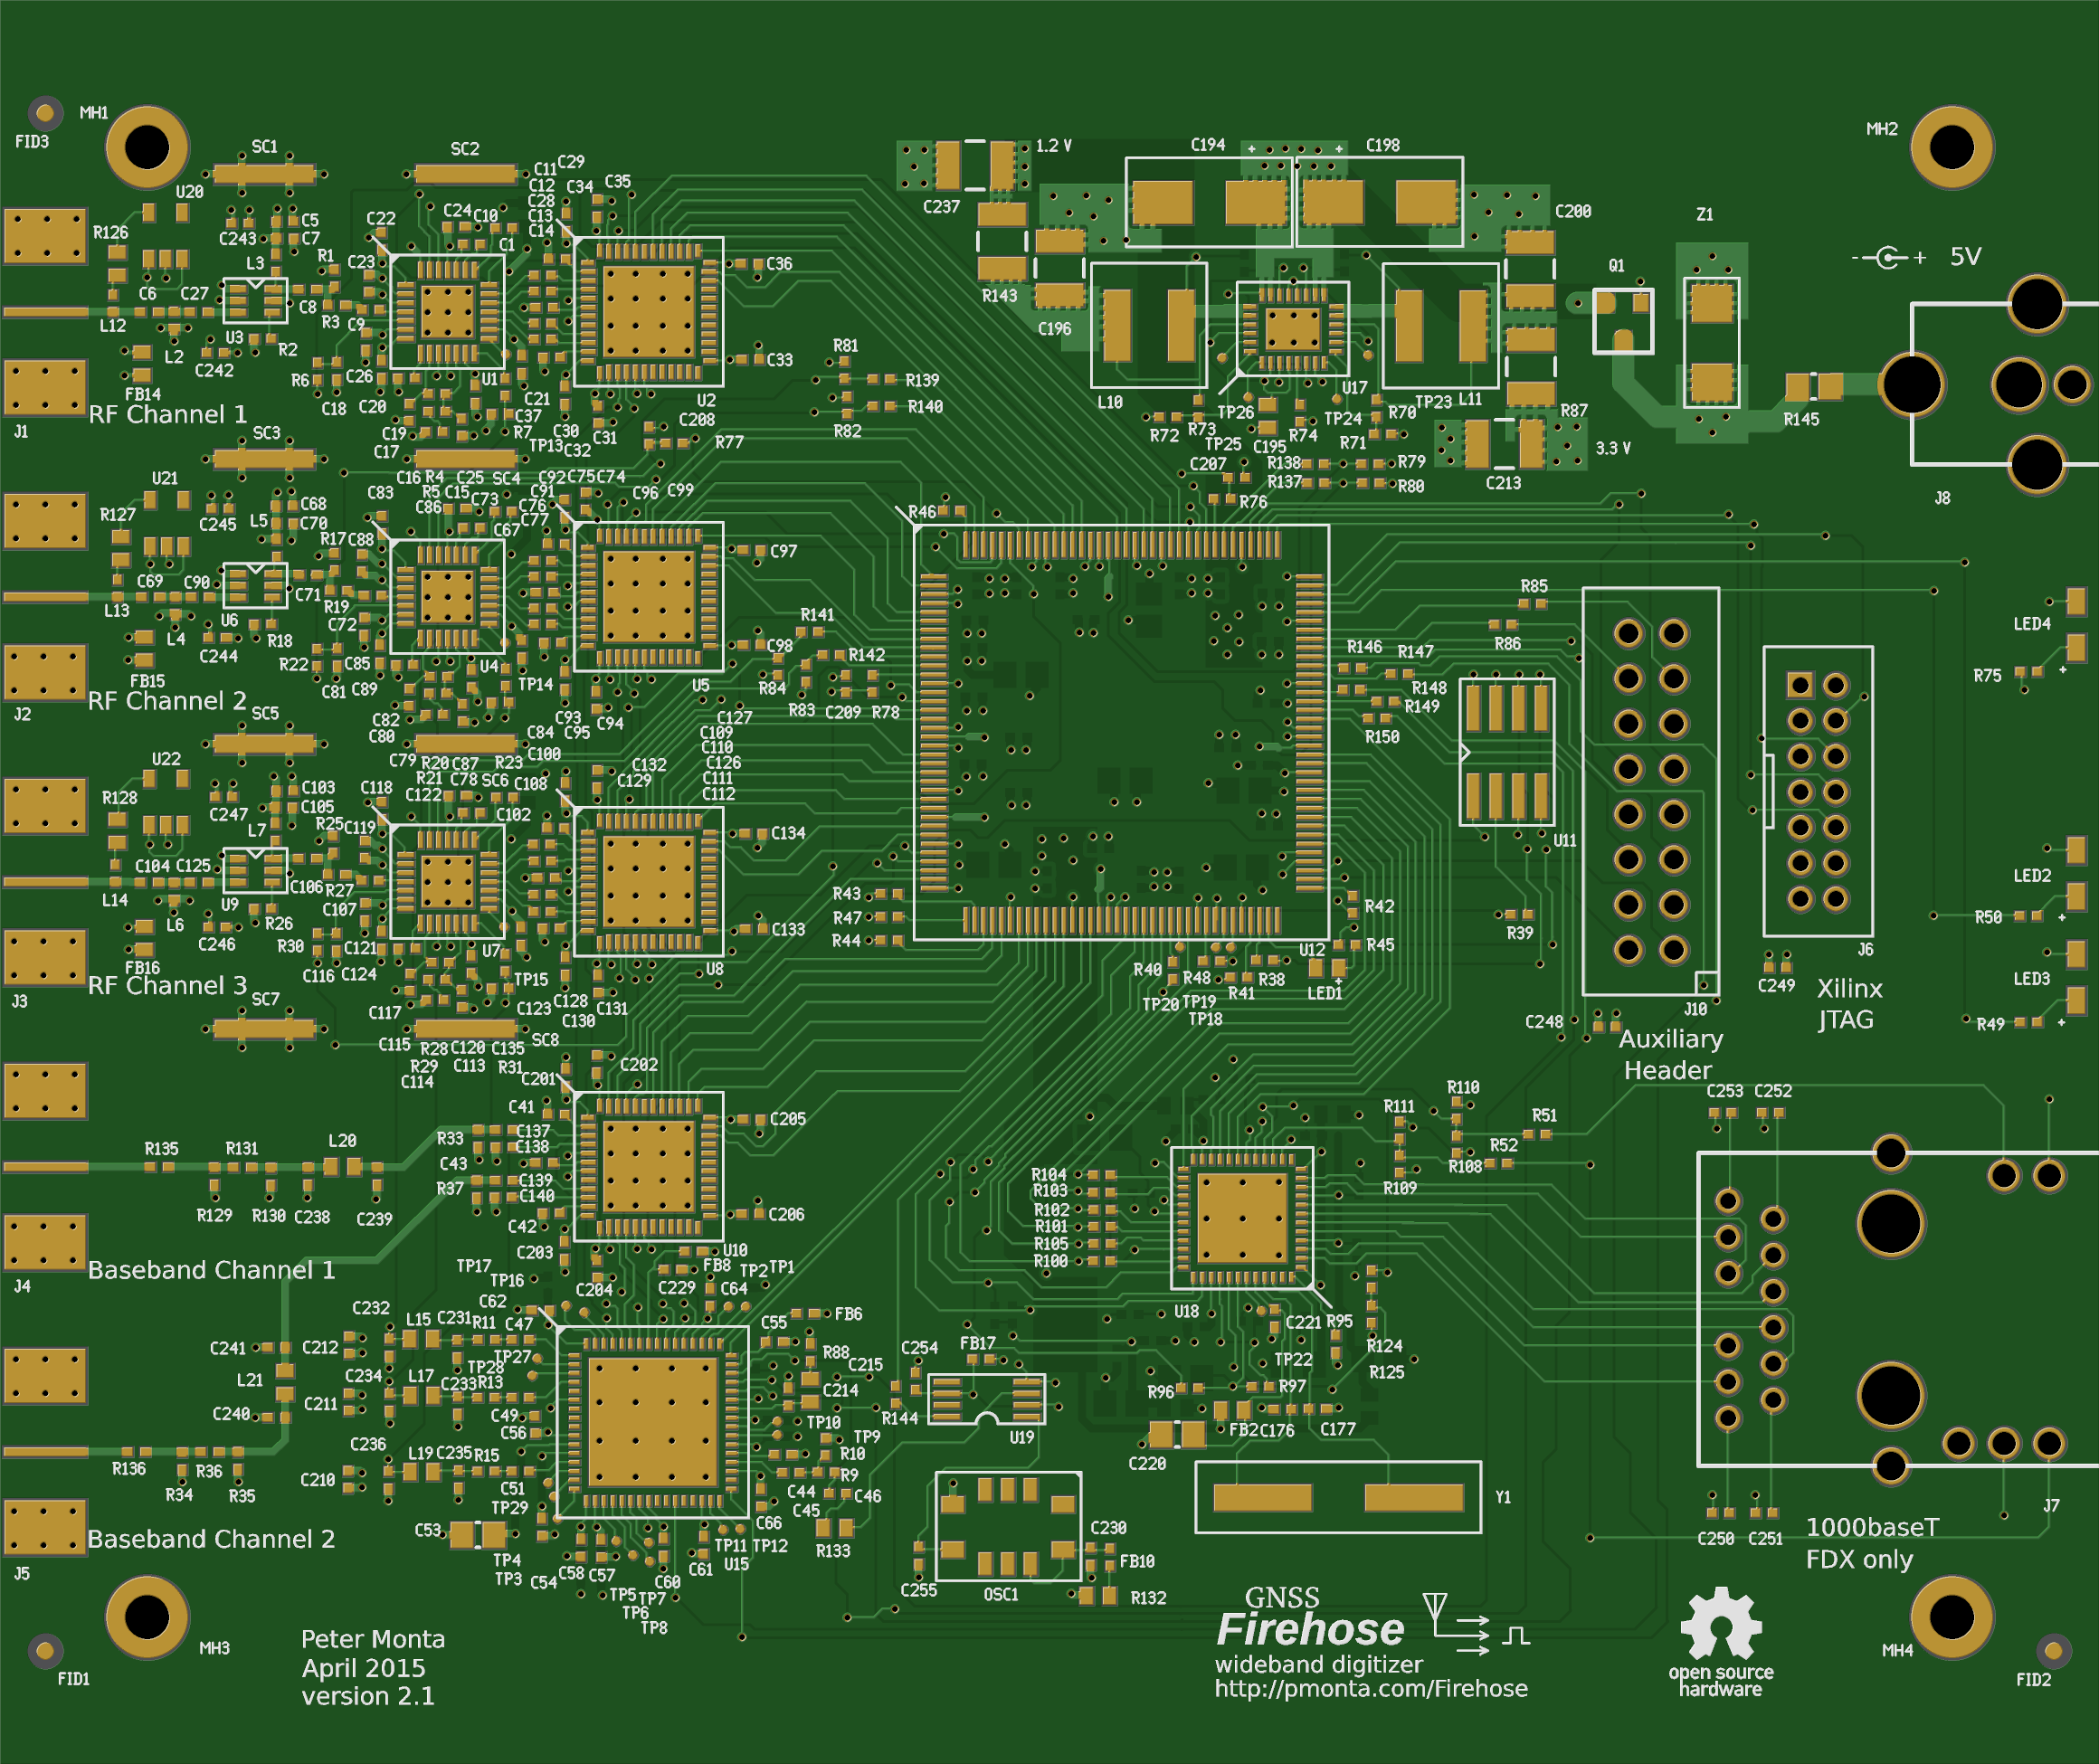 MH1
FID3
SC1
SC2
U20
R126
C243
C5
C7
L3
R1
C6
C27
C8
R3
C9
L12
L2
U3
R2
C242
FB14
R6
C18
C26
C20
C22
C23
C24
C10
C1
C11
C12
C28
C13
C14
C29
C34
C35
C36
C33
U1
U2
C21
C37
R7
TP13
C30
C31
C32
C19
C17
C208
R77
RF Channel 1
J1
SC3
C16
R4
C25
SC4
C92
C75
C74
R5
C15
C86
C73
C91
C76
C77
C67
C96
C99
C83
U21
R127
C245
C68
C70
L5
R17
C88
C69
C90
C71
R19
C72
L13
L4
U6
R18
C244
FB15
R22
C81
C85
C89
U4
TP14
C97
C98
U5
C93
C94
C95
C82
C80
RF Channel 2
J2
SC5
C79
R20
C87
R23
C84
C100
R21
C78
SC6
C108
C122
C102
C132
C129
C127
C109
C110
C126
C111
C112
U22
R128
C247
C103
C105
L7
R25
C118
C119
C104
C125
C106
R27
C107
L14
L6
U9
R26
C246
FB16
R30
C116
C121
C124
U7
TP15
C134
C133
U8
C123
C128
C131
C130
C117
RF Channel 3
J3
SC7
C115
R28
C120
C135
SC8
R29
C113
R31
C114
C201
C202
C41
R33
C137
C138
C43
R37
C139
C140
C42
C203
C204
C205
C206
U10
R135
R131
L20
R129
R130
C238
C239
J4
Baseband Channel 1
TP17
TP16
FB8
TP2
TP1
C229
C64
C62
C47
C232
L15
C231
R11
C241
C212
C234
L17
TP28
C233
R13
TP27
L21
C211
C240
C49
C56
C236
L19
C235
R15
C210
C51
R136
R34
R36
R35
TP29
C53
TP4
TP3
C54
C58
C57
TP5
TP6
TP7
TP8
C60
C61
U15
TP11
TP12
C66
C55
FB6
R88
C215
C214
TP10
TP9
R10
R9
C44
C45
C46
R133
Baseband Channel 2
J5
MH3
FID1
Peter Monta
April 2015
version 2.1
1.2 V
C237
R143
C196
C194
C198
C200
L10
L11
U17
TP26
TP25
TP24
TP23
R72
R73
C195
R74
R70
R71
R87
C207
R76
R138
R137
R79
R80
C213
3.3 V
Q1
Z1
MH2
- +
5V
R145
J8
R81
R82
R139
R140
R46
R141
R142
R84
R83
C209
R78
R146
R147
R148
R149
R150
R85
R86
U11
R39
R43
R47
R44
R42
R45
U12
LED1
R40
R48
R38
R41
TP20
TP19
TP18
J10
Auxiliary
Header
C248
J6
C249
Xilinx
JTAG
LED4
R75
LED2
R50
LED3
R49
C253
C252
R110
R111
R51
R52
R108
R109
R104
R103
R102
R101
R105
R100
U18
C221
R95
R124
R125
TP22
R96
R97
FB2
C176
C177
C220
FB17
C254
R144
U19
Y1
C230
FB10
C255
OSC1
R132
C250
C251
J7
1000baseT
FDX only
GNSS
Firehose
wideband digitizer
http://pmonta.com/Firehose
open source
hardware
MH4
FID2